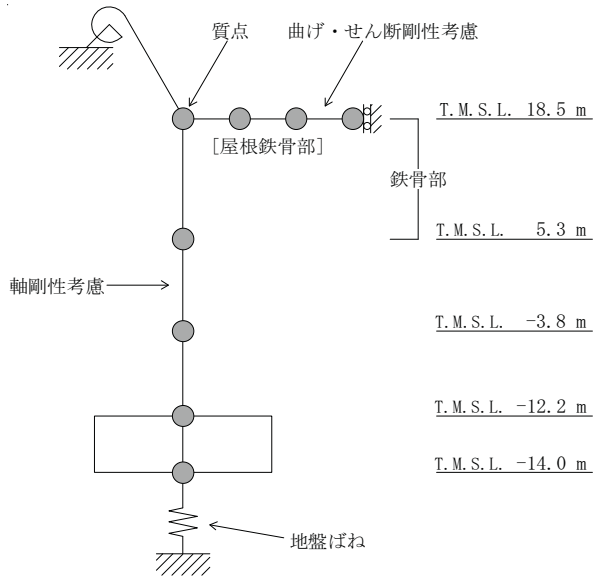 質点
曲げ・せん断剛性考慮
T.M.S.L. 18.5 m
[屋根鉄骨部]
鉄骨部
T.M.S.L. 5.3 m
軸剛性考慮
T.M.S.L. -3.8 m
T.M.S.L. -12.2 m
T.M.S.L. -14.0 m
地盤ばね